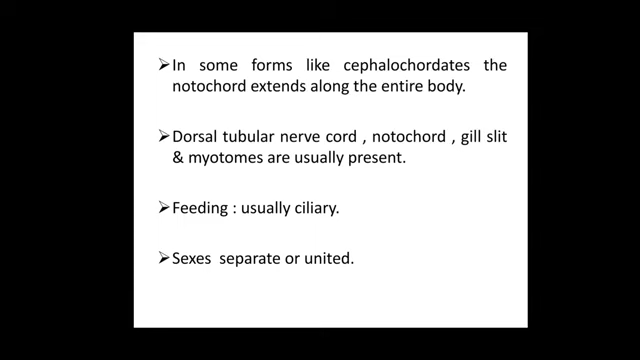 ➢In some forms like cephalochordates the
notochord extends along the entire body.
➢Dorsal tubular nerve cord , notochord , gill slit
& myotomes are usually present.
➢Feeding : usually ciliary.
➢Sexes separate or united.